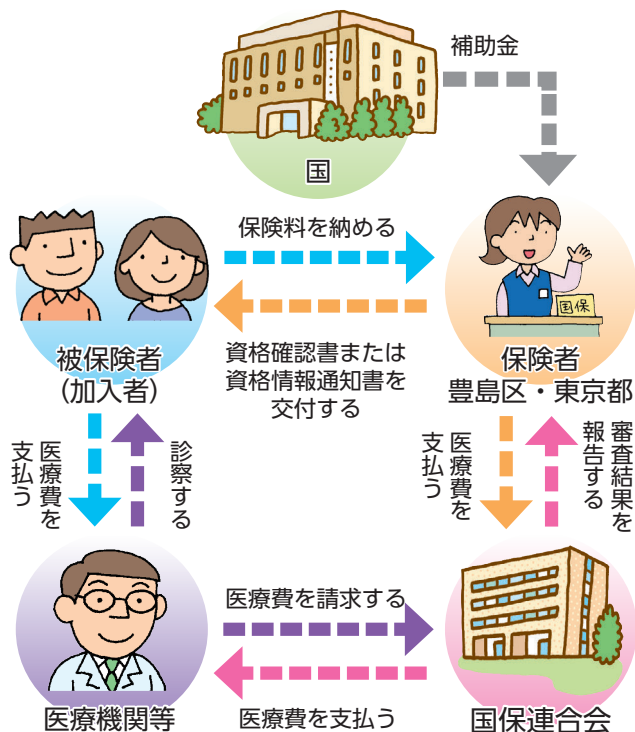 補助金
国
保険料を納める
国保
資格確認書または
資格情報通知書を
交付する
被保険者
(加入者)
保険者
豊島区・東京都
医療費を
支払う
診察する
医療費を
支払う
審査結果を
報告する
医療費を請求する
医療費を支払う
医療機関等
国保連合会